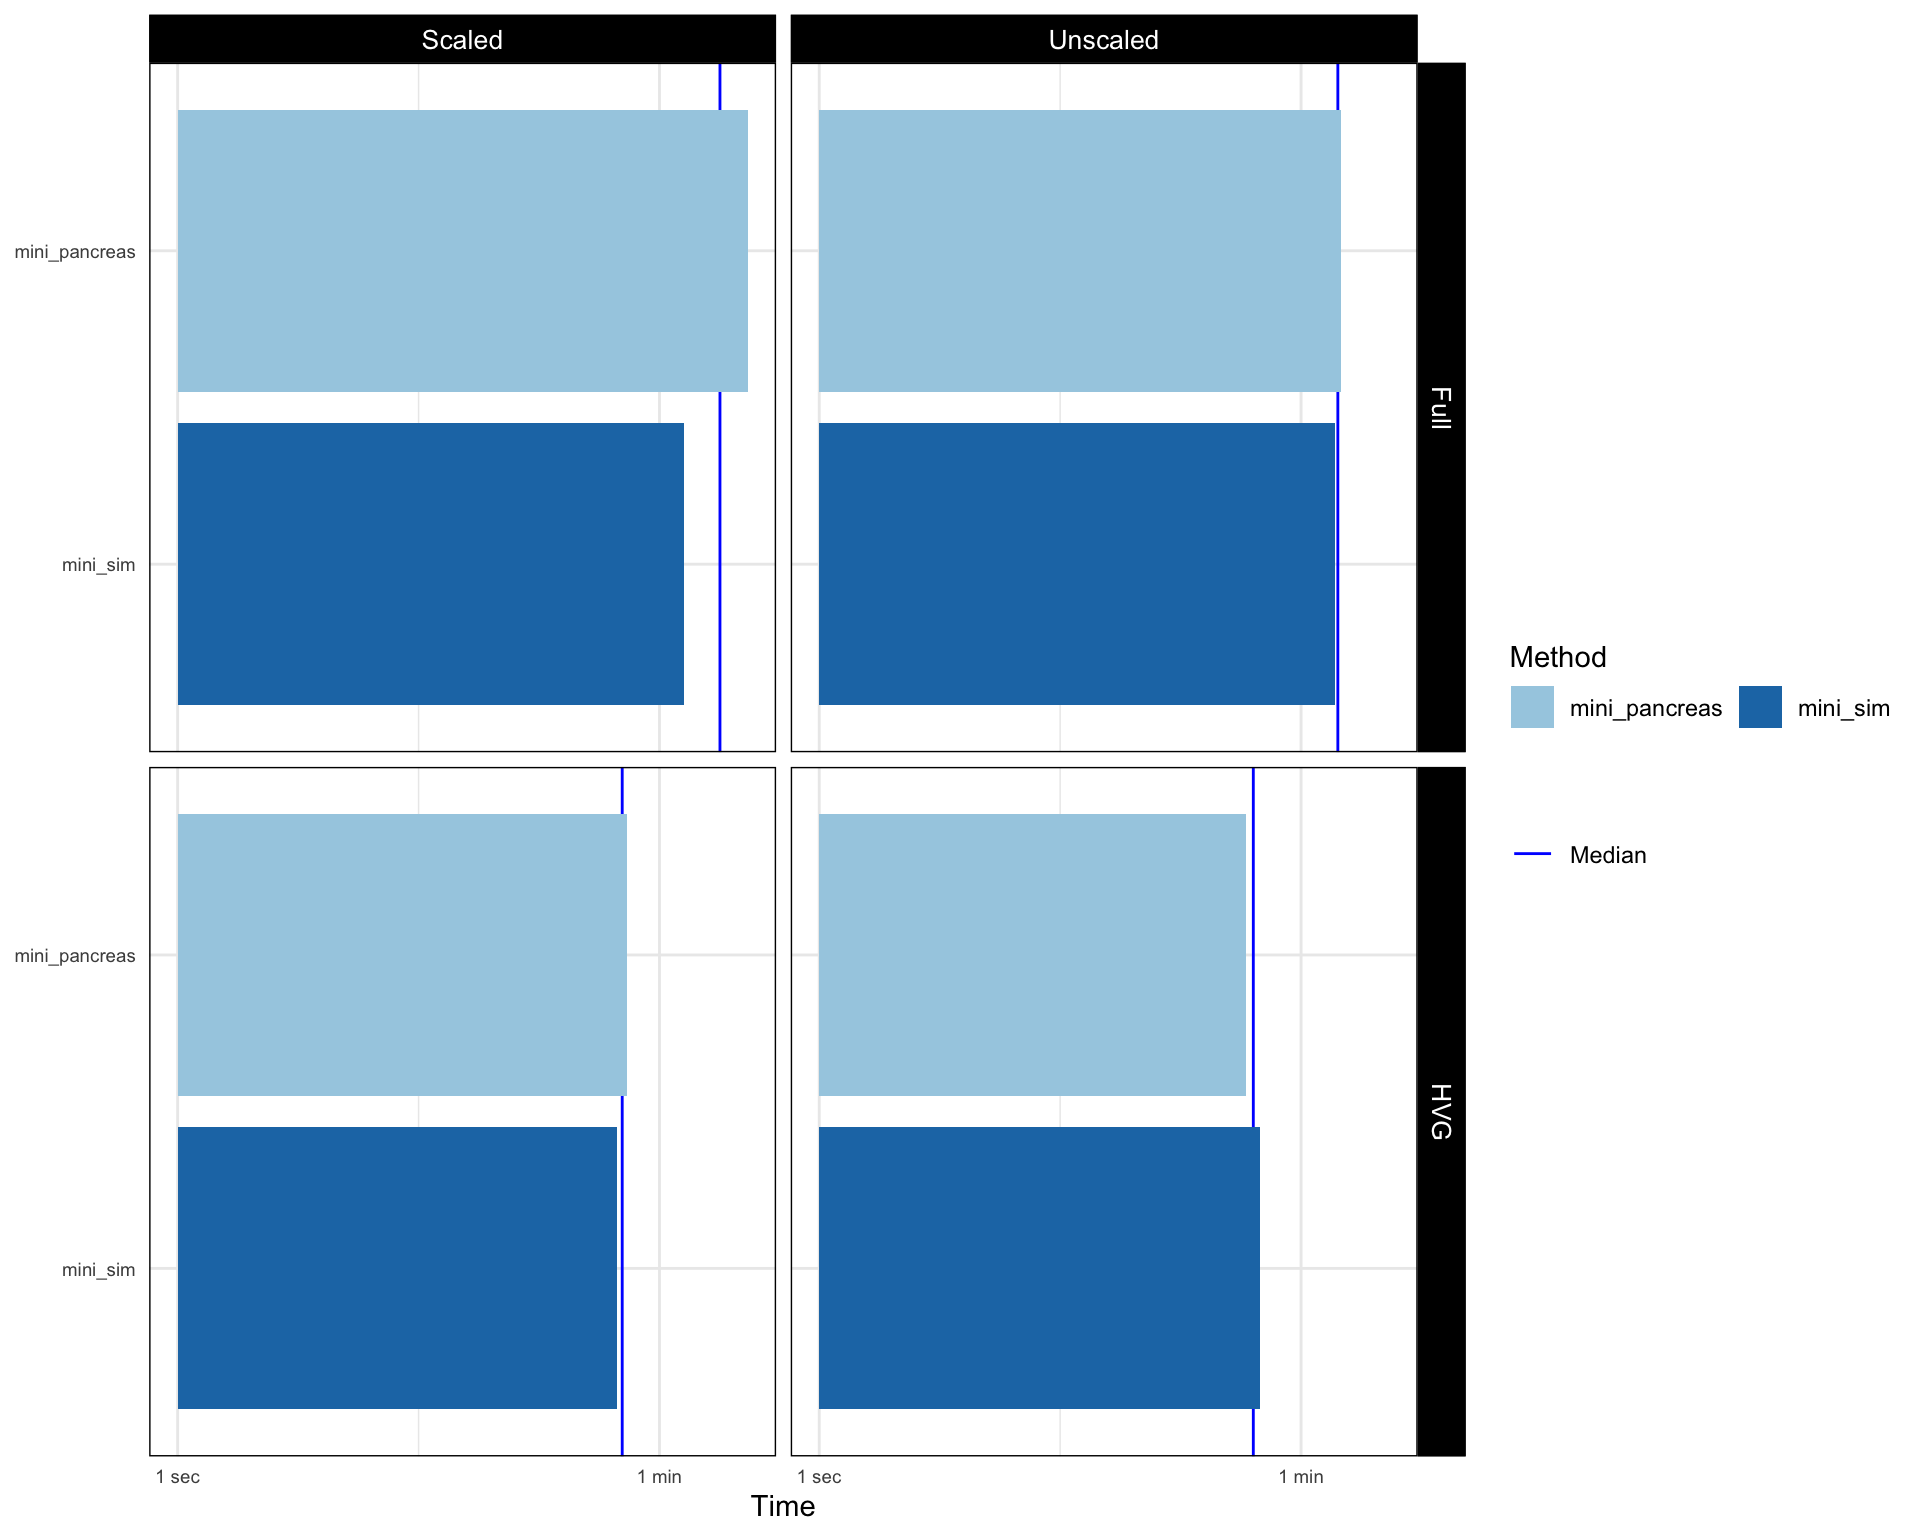 Scaled
Unscaled
mini_pancreas
mini_sim
Full
mini_pancreas
mini_sim
HVG
1 sec
1 min
1 sec
1 min
Time
Method
mini_pancreas
mini_sim
Median